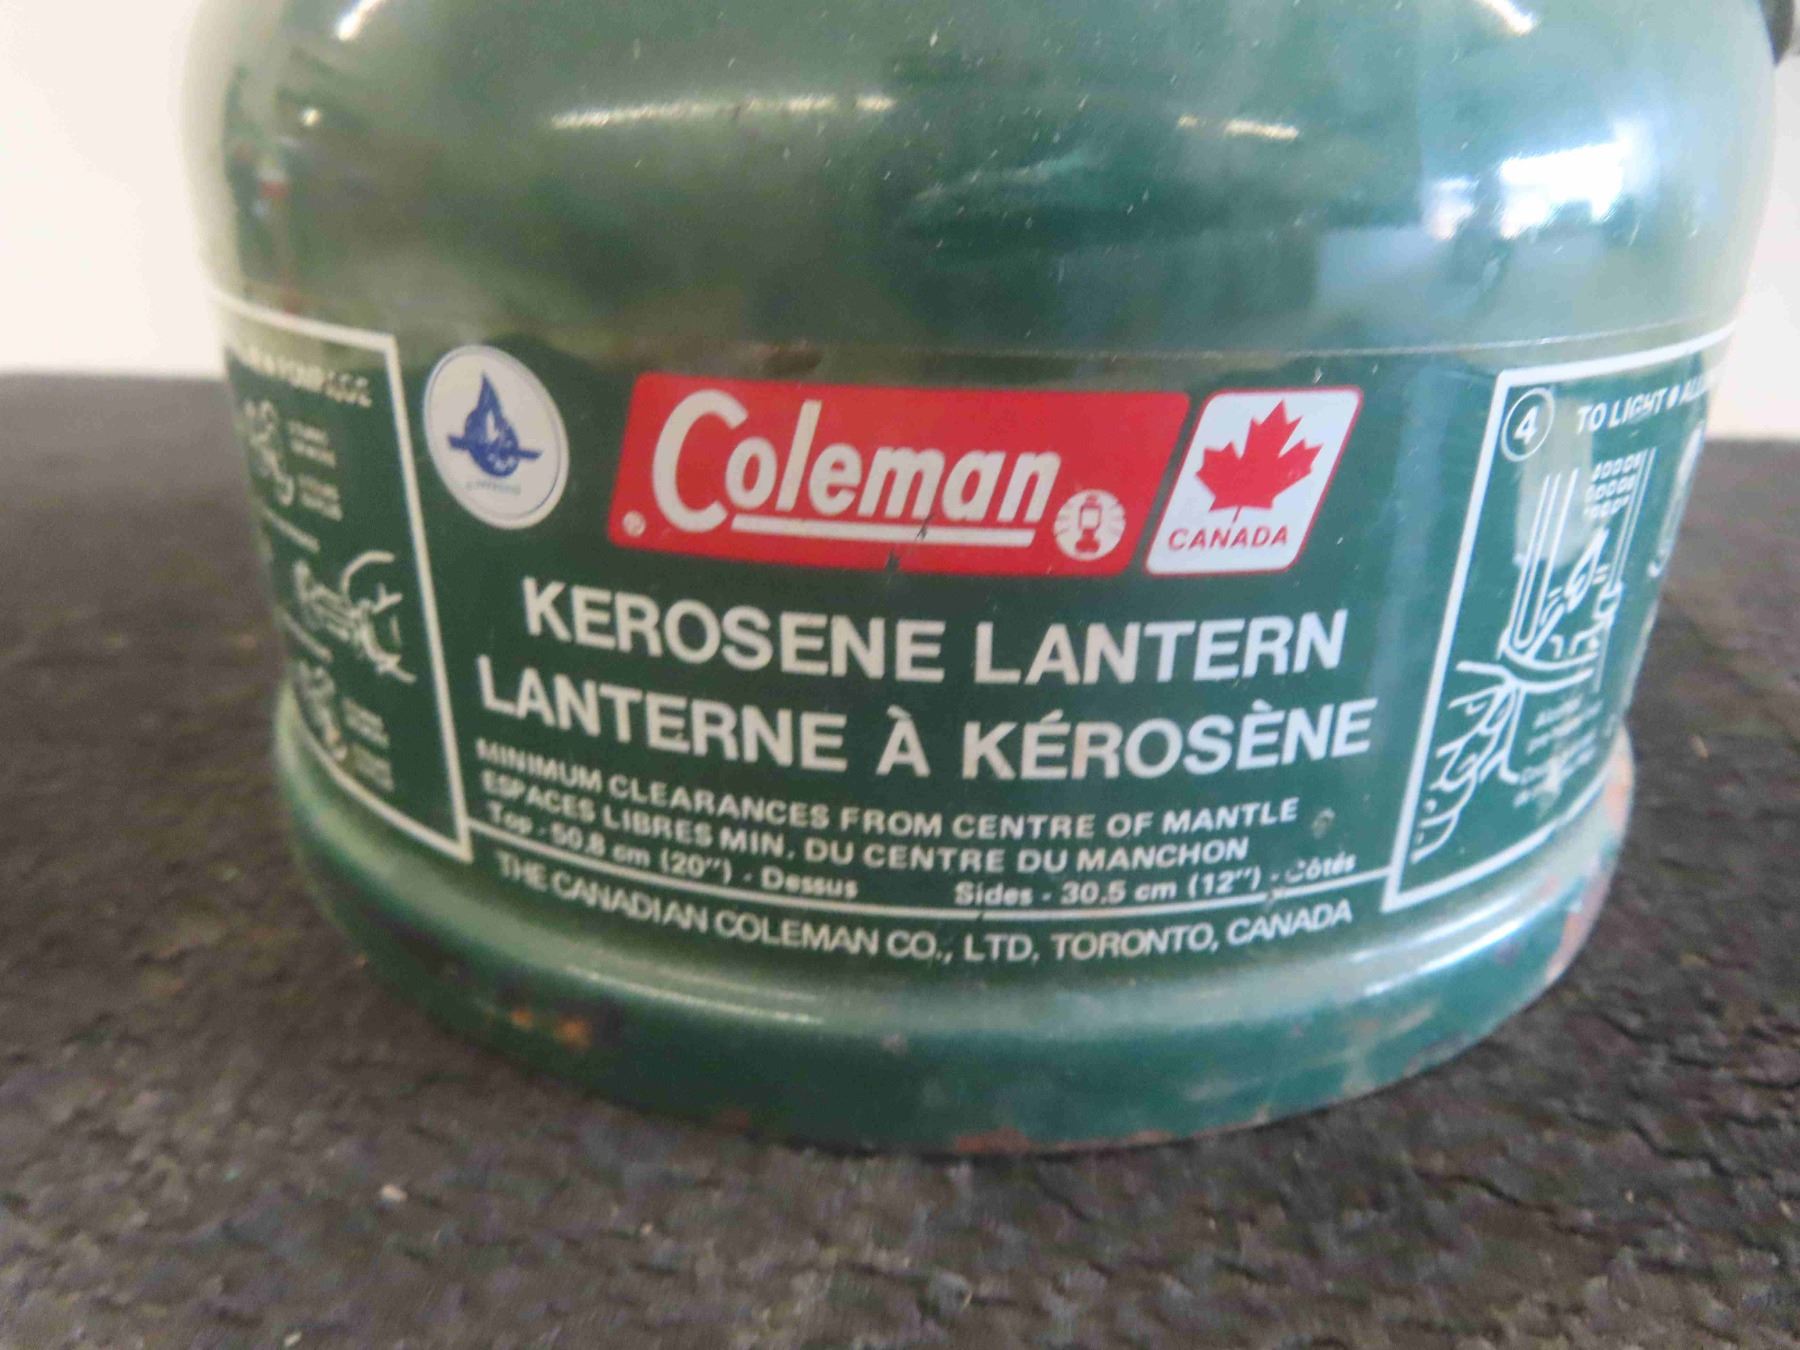 Coleman
CANADA
KEROSENE LANTERN
LANTERNE À KÉROSÈNE
MINIMUM CLEARANCES FROM CENTRE OF MANTLE
ESPACES LIBRES MIN. DU CENTRE DU MANCHON
Top - 50.8 cm (20") - Dessus Sides - 30.5 cm (12") - Côtés
THE CANADIAN COLEMAN CO., LTD. TORONTO, CANADA
4 TO LIGHT